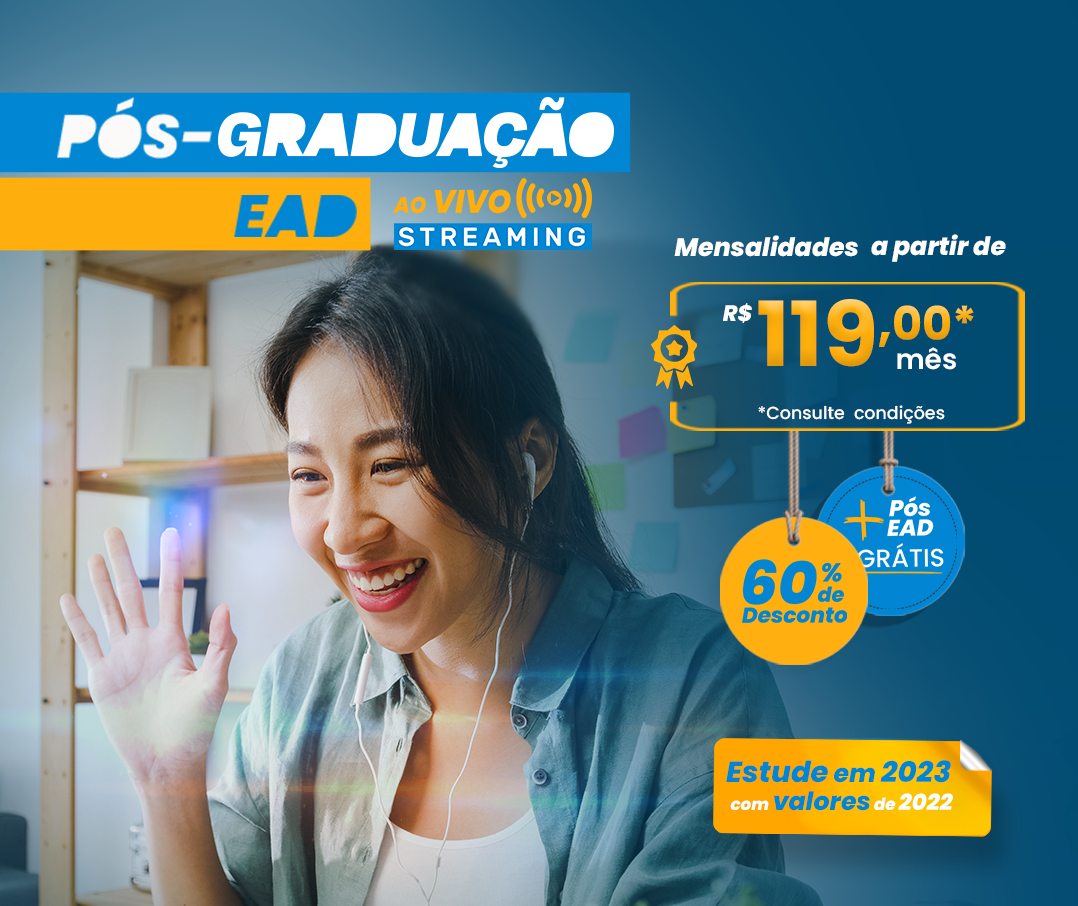 PÓS-GRADUAÇÃO
EAD
AO VIVO
STREAMING
Mensalidades a partir de
R$ 119,00*
mês
*Consulte condições
+ Pós
EAD
GRÁTIS
60%
de
Desconto
Estude em 2023
com valores de 2022